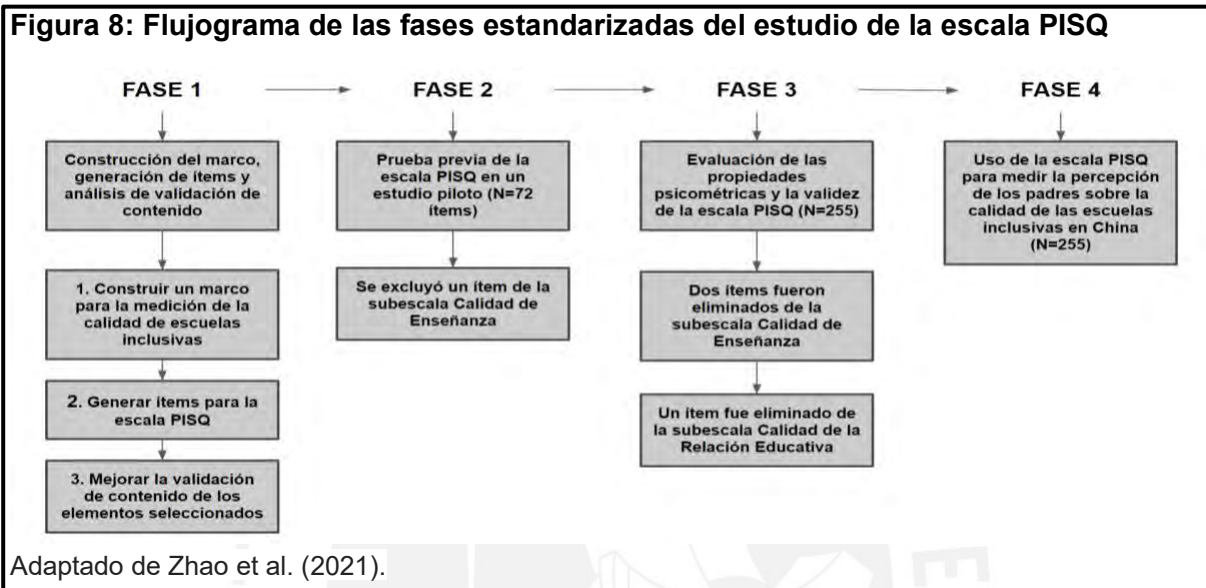 Figura 8: Flujograma de las fases estandarizadas del estudio de la escala PISQ
FASE 1
Construcción del marco,
generación de ítems y
análisis de validación de
contenido
1. Construir un marco
para la medición de la
calidad de escuelas
inclusivas
2. Generar ítems para la
escala PISQ
3. Mejorar la validación
de contenido de los
elementos seleccionados
FASE 2
Prueba previa de la
escala PISQ en un
estudio piloto (N=72
ítems)
Se excluyó un ítem de la
subescala Calidad de
Enseñanza
FASE 3
Evaluación de las
propiedades
psicométricas y la validez
de la escala PISQ (N=255)
Dos ítems fueron
eliminados de la
subescala Calidad de
Enseñanza
Un ítem fue eliminado de
la subescala Calidad de la
Relación Educativa
FASE 4
Uso de la escala PISQ
para medir la percepción
de los padres sobre la
calidad de las escuelas
inclusivas en China
(N=255)
Adaptado de Zhao et al. (2021).